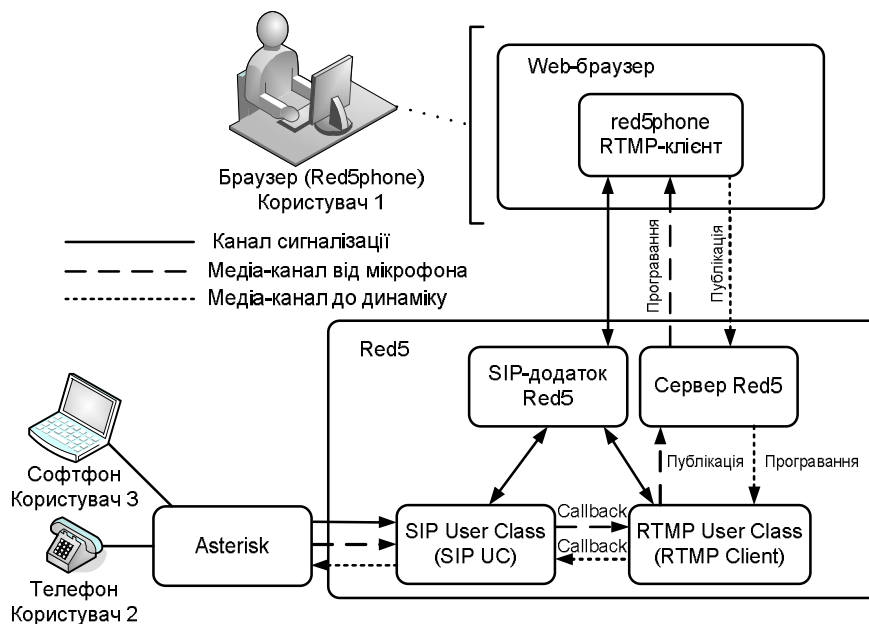 Web-браузер
red5phone
RTMP-клієнт
Браузер (Red5phone)
Користувач 1
Канал сигналізації
Медіа-канал від мікрофона
Медіа-канал до динаміку
Програвання
Публікація
Red5
SIP-додаток
Red5
Сервер Red5
Софтфон
Користувач 3
Публікація
Програвання
Asterisk
SIP User Class
(SIP UC)
Callback
Callback
RTMP User Class
(RTMP Client)
Телефон
Користувач 2